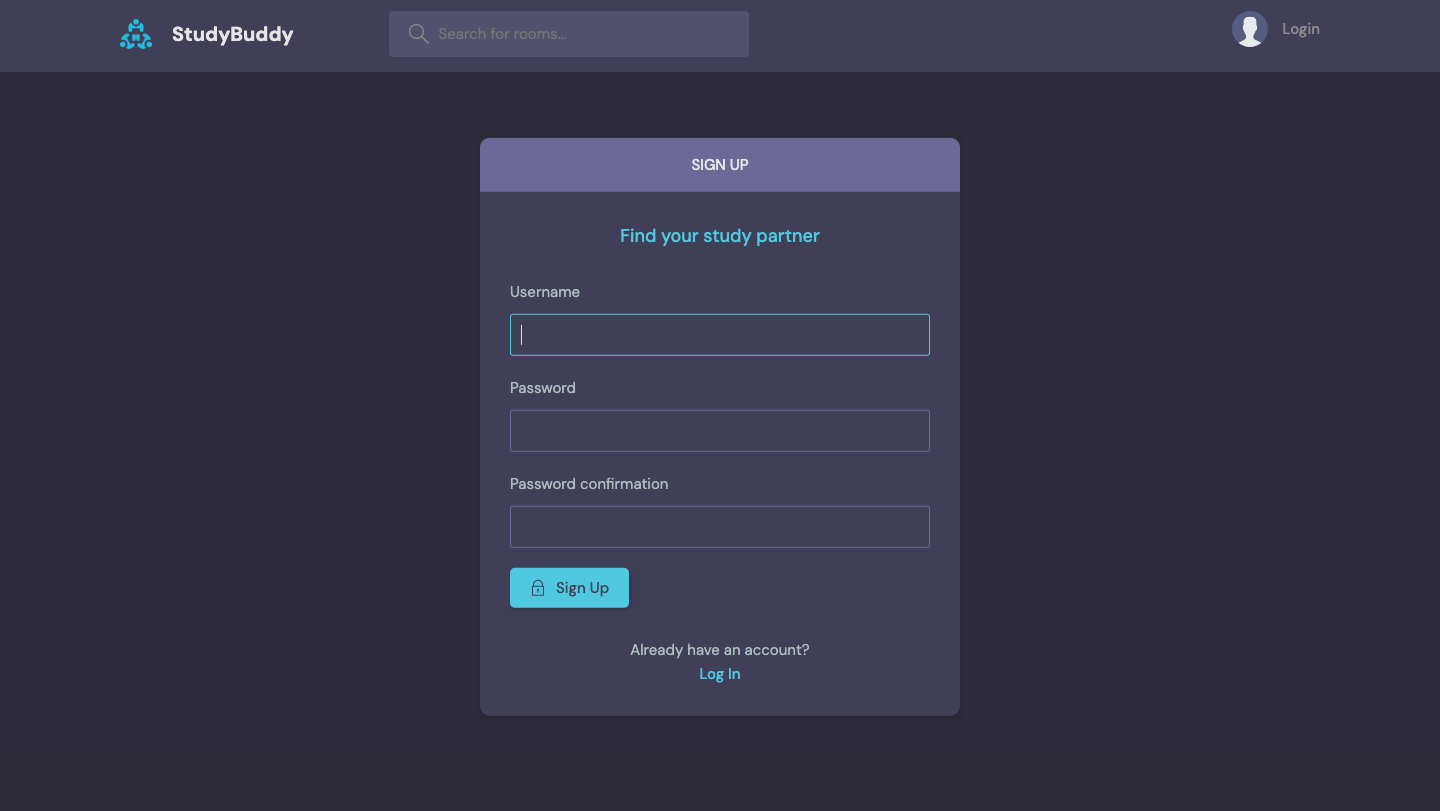 StudyBuddy
Search for rooms...
Login
SIGN UP
Find your study partner
Username
Password
Password confirmation
Sign Up
Already have an account?
Log In